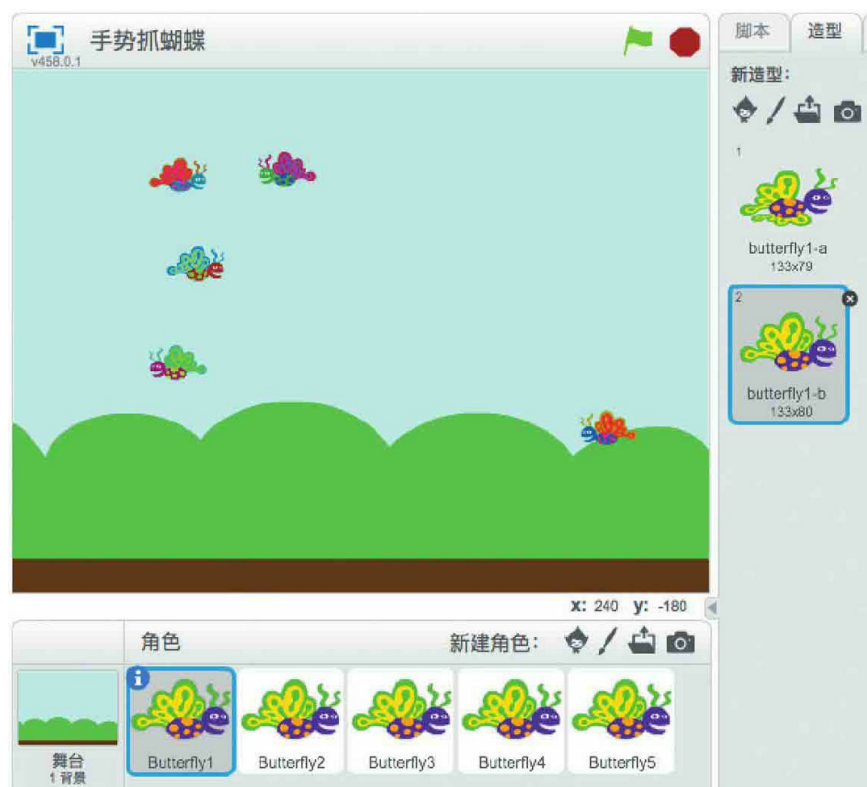 手势抓蝴蝶
v458.0.1
脚本
造型
新造型:
1
butterfly1-a
133x79
2
butterfly1-b
133x80
x: 240 y: -180
角色
新建角色:
舞台
1 背景
Butterfly1
Butterfly2
Butterfly3
Butterfly4
Butterfly5